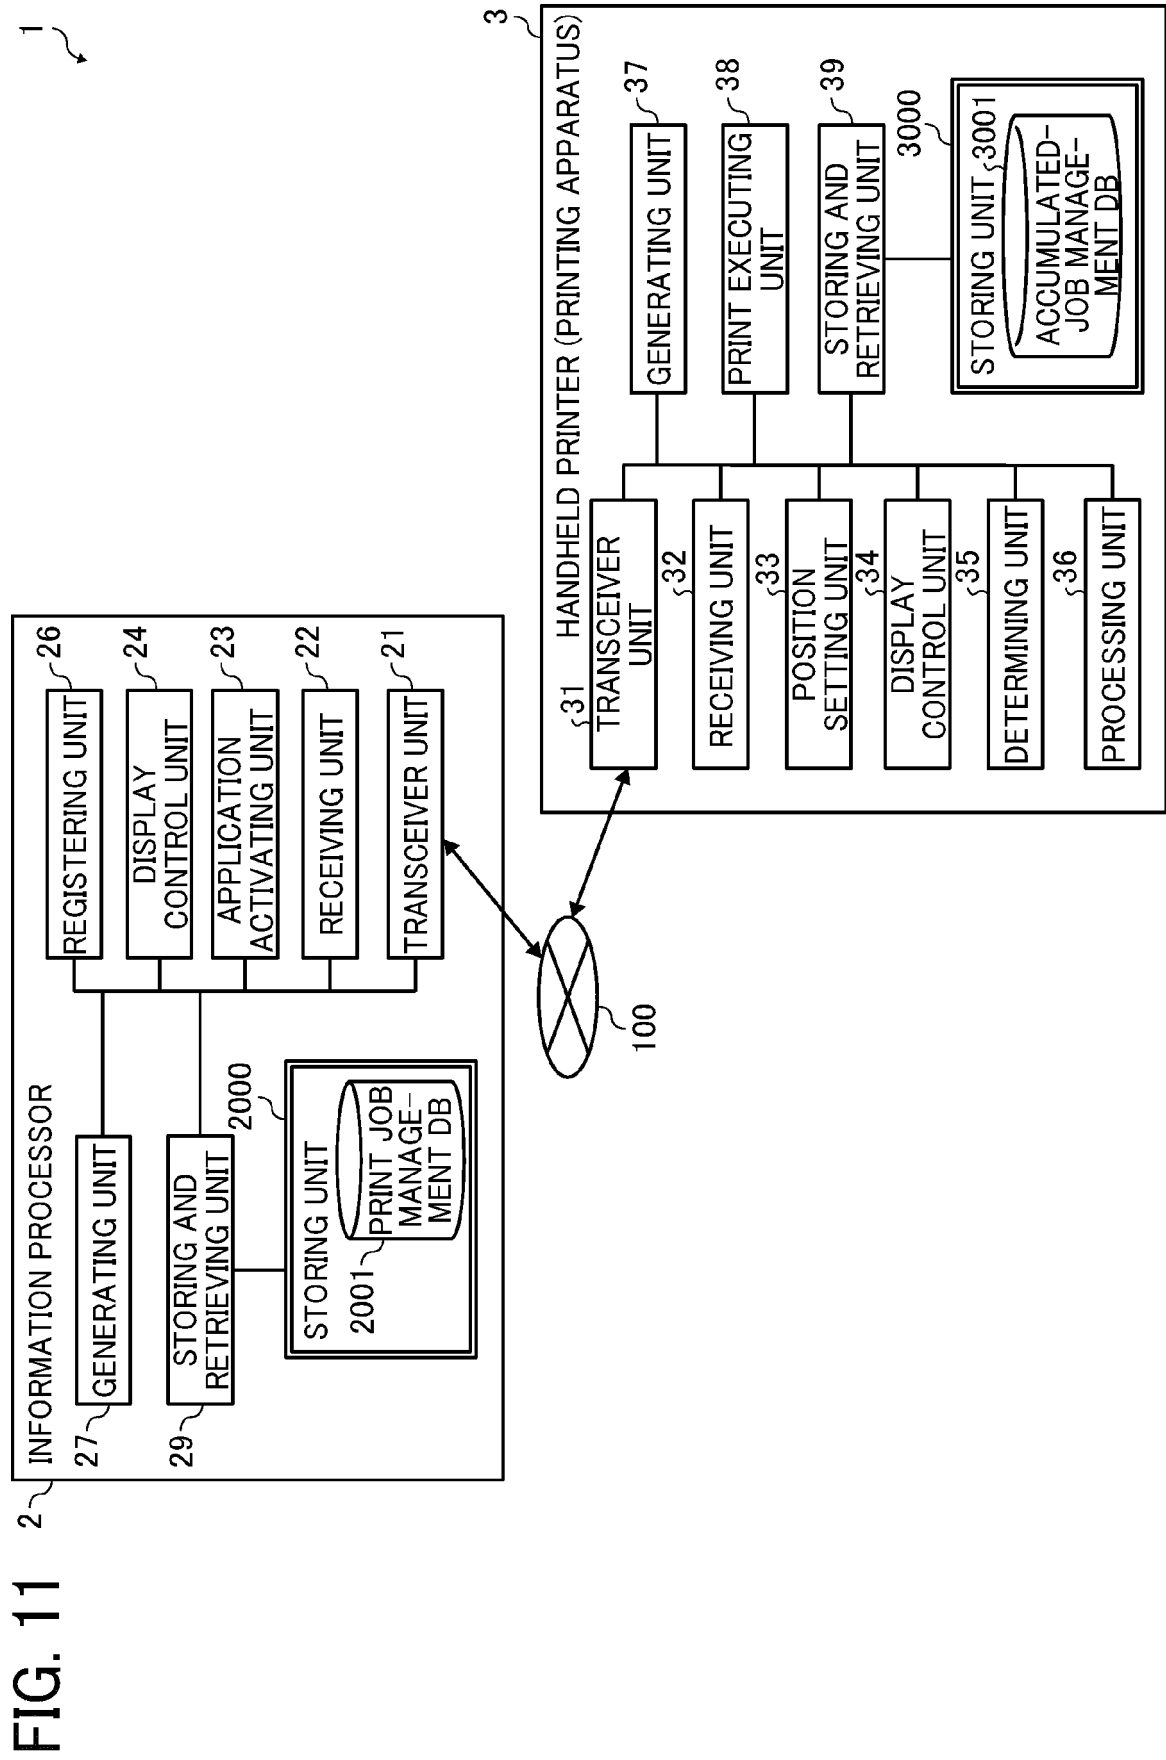 FIG. 11
1
2
INFORMATION PROCESSOR
27
GENERATING UNIT
29
STORING AND
RETRIEVING UNIT
2000
STORING UNIT
2001
PRINT JOB
MANAGE-
MENT DB
REGISTERING UNIT
26
DISPLAY
CONTROL UNIT
24
APPLICATION
ACTIVATING UNIT
23
RECEIVING UNIT
22
TRANSCEIVER UNIT
21
100
3
HANDHELD PRINTER (PRINTING APPARATUS)
31
TRANSCEIVER
UNIT
32
RECEIVING UNIT
33
POSITION
SETTING UNIT
34
DISPLAY
CONTROL UNIT
35
DETERMINING UNIT
36
PROCESSING UNIT
GENERATING UNIT
37
PRINT EXECUTING
UNIT
38
STORING AND
RETRIEVING UNIT
39
3000
STORING UNIT
3001
ACCUMULATED-
JOB MANAGE-
MENT DB